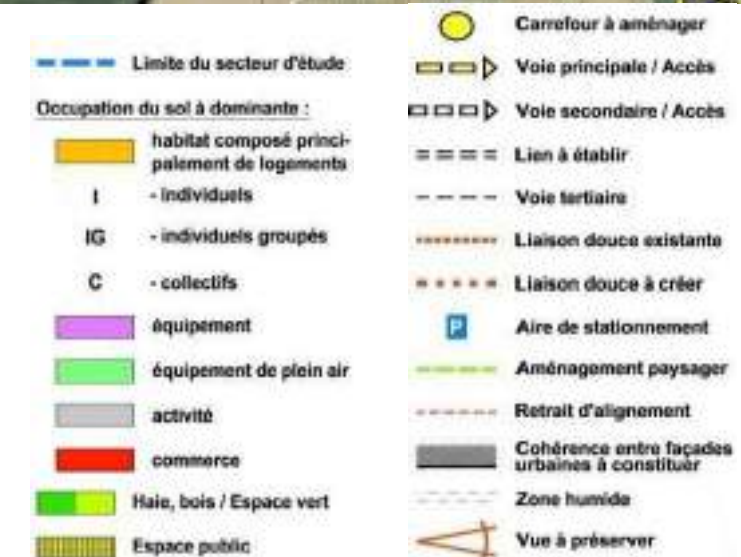 Limite du secteur d'étude
Occupation du sol à dominante :
habitat composé princi-
palement de logements
I - individuels
IG - individuels groupés
C - collectifs
équipement
équipement de plein air
activité
commerce
Haie, bois / Espace vert
Espace public
Carrefour à aménager
Voie principale / Accès
Voie secondaire / Accès
Lien à établir
Voie tertiaire
Liaison douce existante
Liaison douce à créer
P Aire de stationnement
Aménagement paysager
Retrait d'alignement
Cohérence entre façades
urbaines à constituer
Zone humide
Vue à préserver